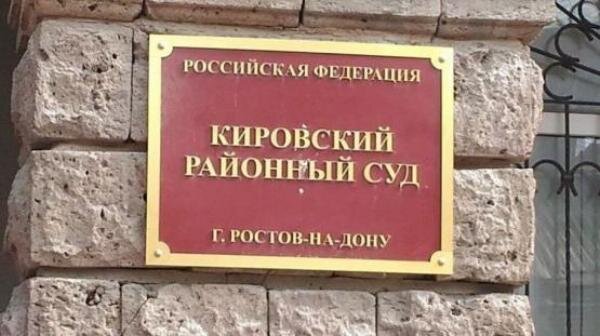 РОССИЙСКАЯ ФЕДЕРАЦИЯ
КИРОВСКИЙ
РАЙОННЫЙ СУД
Г. РОСТОВ-НА-ДОНУ